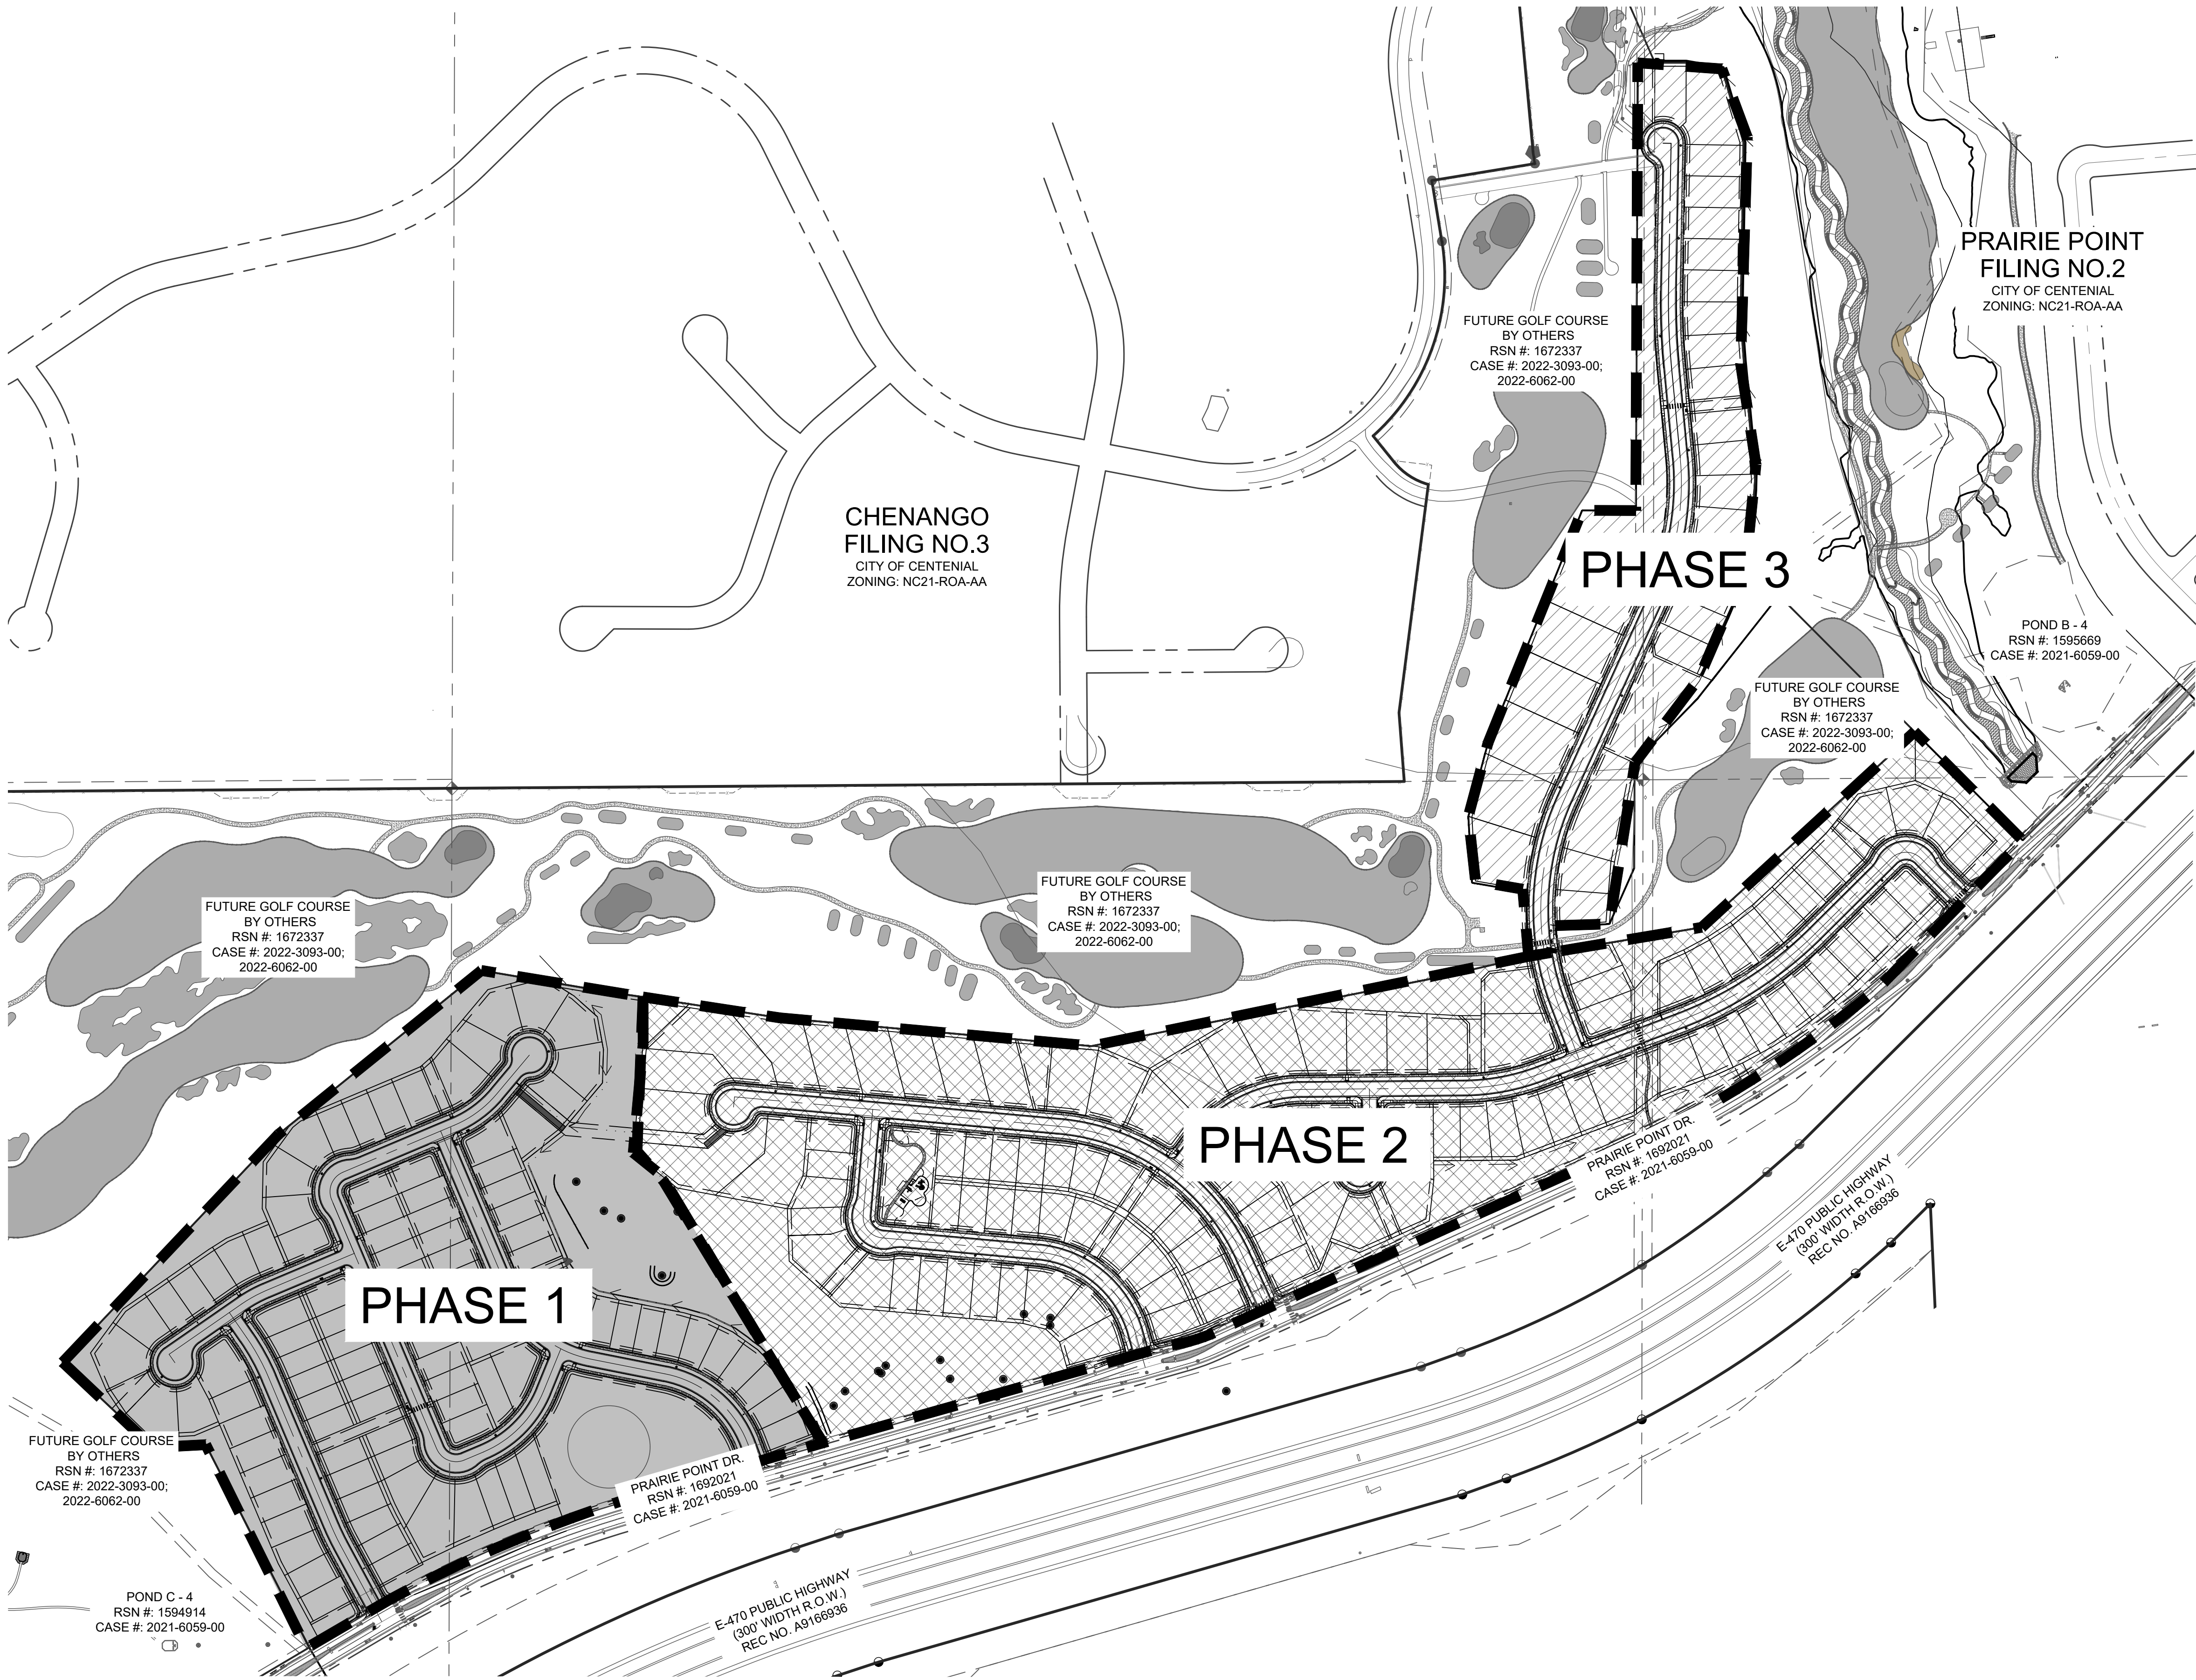 PRAIRIE POINT
FILING NO.2
CITY OF CENTENIAL
ZONING: NC21-ROA-AA
FUTURE GOLF COURSE
BY OTHERS
RSN #: 1672337
CASE #: 2022-3093-00;
2022-6062-00
CHENANGO
FILING NO.3
CITY OF CENTENIAL
ZONING: NC21-ROA-AA
PHASE 3
POND B - 4
RSN #: 1595669
CASE #: 2021-6059-00
FUTURE GOLF COURSE
BY OTHERS
RSN #: 1672337
CASE #: 2022-3093-00;
2022-6062-00
FUTURE GOLF COURSE
BY OTHERS
RSN #: 1672337
CASE #: 2022-3093-00;
2022-6062-00
FUTURE GOLF COURSE
BY OTHERS
RSN #: 1672337
CASE #: 2022-3093-00;
2022-6062-00
PHASE 2
PRAIRIE POINT DR.
RSN #: 1692021
CASE #: 2021-6059-00
E-470 PUBLIC HIGHWAY
(300' WIDTH R.O.W.)
REC NO. A9166936
PHASE 1
FUTURE GOLF COURSE
BY OTHERS
RSN #: 1672337
CASE #: 2022-3093-00;
2022-6062-00
PRAIRIE POINT DR.
RSN #: 1692021
CASE #: 2021-6059-00
POND C - 4
RSN #: 1594914
CASE #: 2021-6059-00
E-470 PUBLIC HIGHWAY
(300' WIDTH R.O.W.)
REC NO. A9166936